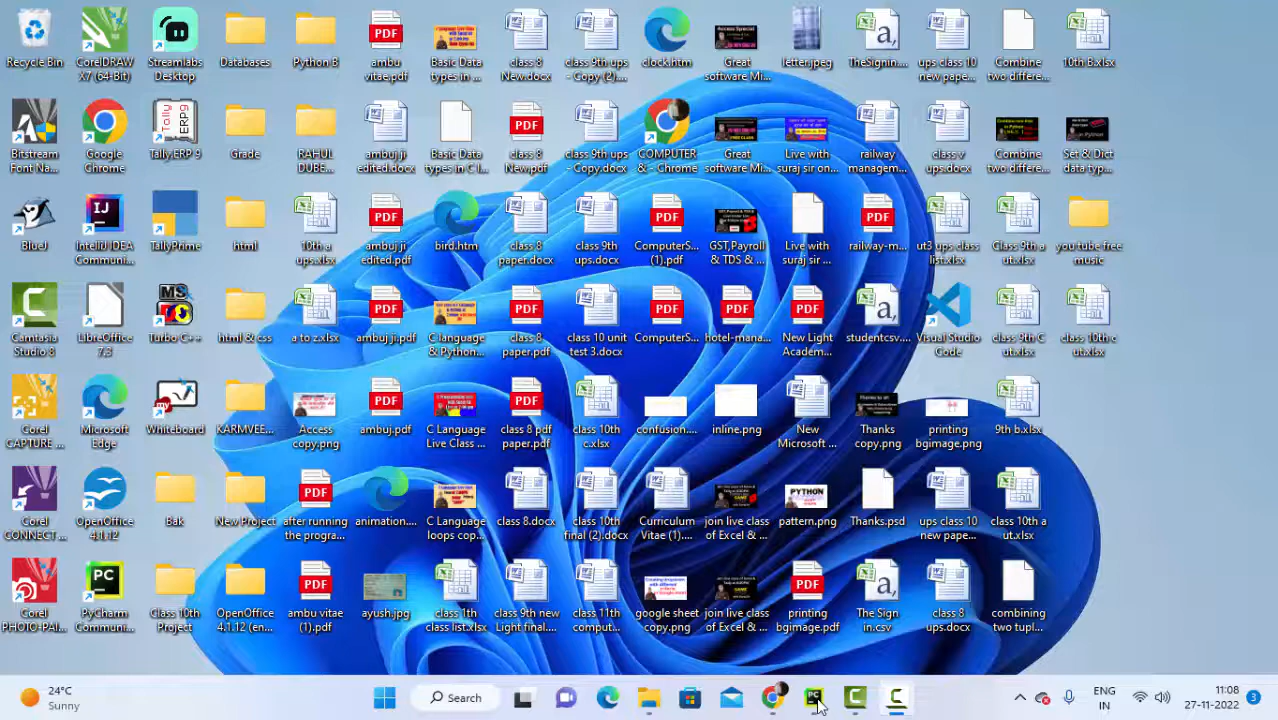 Recycle Bin
CorelDRAW
X7 (64-Bit)
Streamlabs
Desktop
Databases
Python B
ambu
vitae.pdf
Basic Data
types in ...
class 8
New.docx
class 9th ups
- Copy (2)....
clock.htm
Great
software Mi...
letter.jpeg
TheSignin....
ups class 10
new pape...
Combine
two differe...
10th B.xlsx
Bitstream
Font Na...
Google
Chrome
Tally.ERP 9
Grade
RAHUL
DUBE...
ambuj ji
edited.docx
Basic Data
types in C l...
class 8
New.pdf
class 9th ups
- Copy.docx
COMPUTER
& - Chrome
Great
software Mi...
Live with
suraj sir on...
railway
managem...
class v
ups.docx
Combine
two differe...
Set & Dict
data typ...
BlueJ
IntelliJ IDEA
Communi...
TallyPrime
html
10th a
ups.xlsx
ambuj ji
edited.pdf
bird.htm
class 8
paper.docx
class 9th
ups.docx
ComputerS...
(1).pdf
GST,Payroll
& TDS & ...
Live with
suraj sir ...
railway-m...
ut3 ups class
list.xlsx
Class 9th a
ut.xlsx
you tube free
music
Camtasia
Studio 8
LibreOffice
7.3
Turbo C++
html & css
a to z.xlsx
ambuj ji.pdf
C language
& Python...
class 8
paper.pdf
class 10 unit
test 3.docx
ComputerS...
hotel-mana...
New Light
Academ...
studentcsv....
Visual Studio
Code
class 9th C
ut.xlsx
class 10th c
ut.xlsx
Corel
CAPTURE ...
Microsoft
Edge
Whiteboard
KARMVEE...
Access
copy.png
ambuj.pdf
C Language
Live Class ...
class 8 pdf
paper.pdf
class 10th
c.xlsx
confusion....
inline.png
New
Microsoft ...
Thanks
copy.png
printing
bgimage.png
9th b.xlsx
Corel
CONNECT ...
OpenOffice
4.1.12
Bak
New Project
after running
the progra...
animation....
C Language
loops cop...
class 8.docx
class 10th
final (2).docx
Curriculum
Vitae (1)....
join live class
of Excel & ...
PYTHON
pattern.png
Thanks.psd
ups class 10
new pape...
class 10th a
ut.xlsx
Corel
PHOTO-PAI...
PyCharm
Communi...
Class 10th
Project
OpenOffice
4.1.12 (en...
ambu vitae
(1).pdf
ayush.jpg
class 1th
class list.xlsx
class 9th new
Light final....
class 11th
comput...
google sheet
copy.png
join live class
of Excel & ...
printing
bgimage.pdf
The Sign
in.csv
class 8
ups.docx
combining
two tupl...
24°C
Sunny
Search
ENG
IN
27-11-2022
3